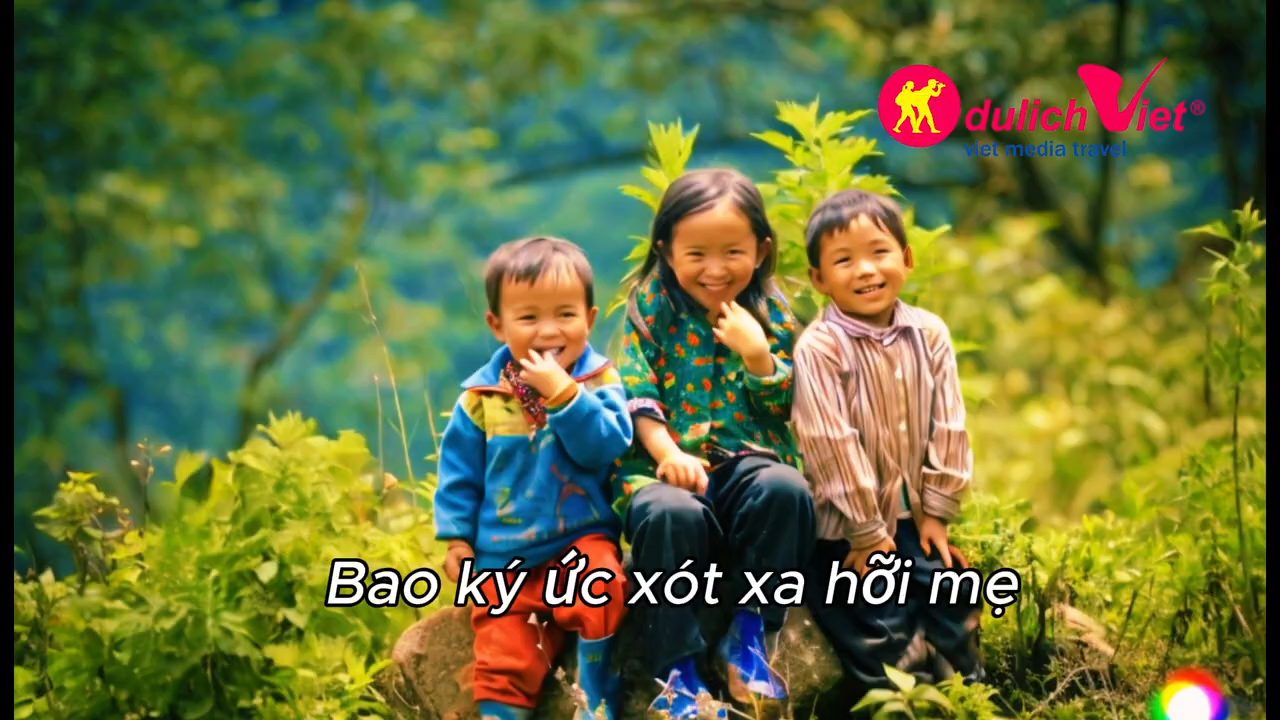 dulichViet®
viet media travel
Bao ký ức xót xa hỡi mẹ